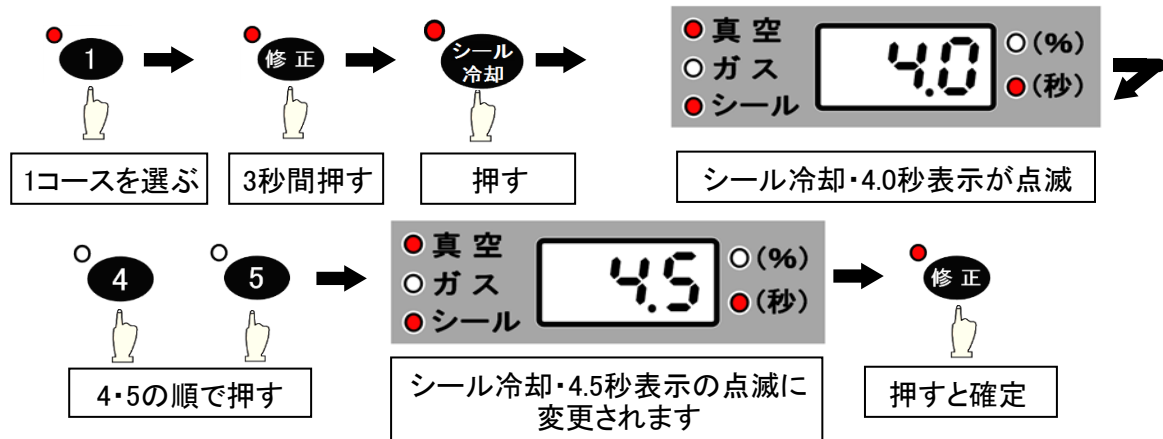 1
修正
シール
冷却
真空
ガス
シール
4.0
(%)
(秒)
1コースを選ぶ
3秒間押す
押す
シール冷却・4.0秒表示が点滅
4
5
真空
ガス
シール
4.5
(%)
(秒)
修正
4・5の順で押す
シール冷却・4.5秒表示の点滅に
変更されます
押すと確定